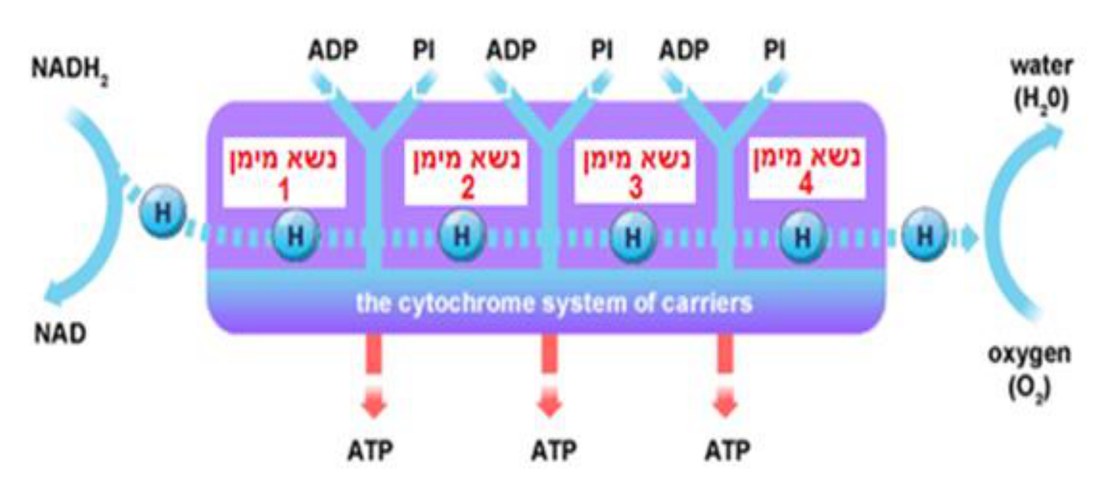 ADP PI ADP PI ADP PI
NADH₂
water
(H₂0)
נשא מימן
1
נשא מימן
2
נשא מימן
3
נשא מימן
4
H
H
H
H
H
H
the cytochrome system of carriers
NAD
oxygen
(O₂)
ATP ATP ATP